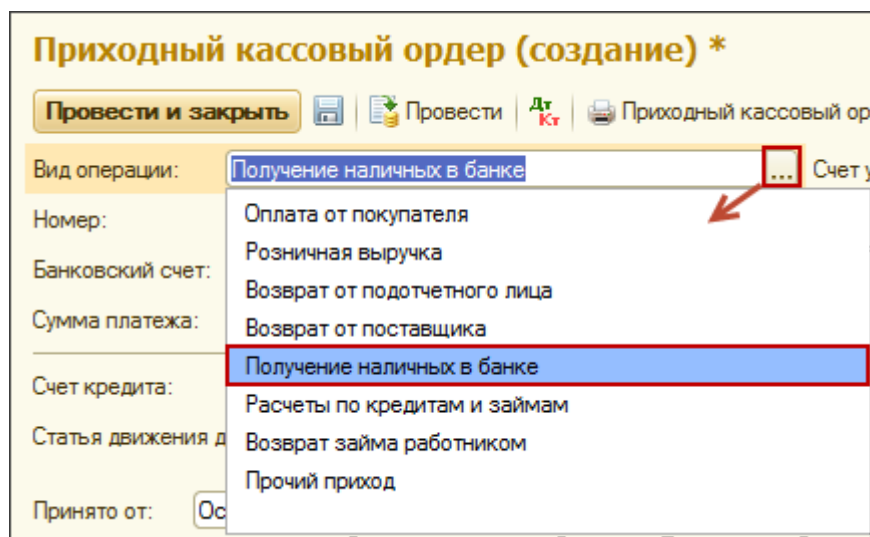 Приходный кассовый ордер (создание) *
Провести и закрыть Провести Дт Кт Приходный кассовый ор
Вид операции: Получение наличных в банке ... Счет у
Номер: Оплата от покупателя
Розничная выручка
Банковский счет: Возврат от подотчетного лица
Сумма платежа: Возврат от поставщика
Получение наличных в банке
Счет кредита: Расчеты по кредитам и займам
Статья движения д Возврат займа работником
Прочий приход
Принято от: Ос